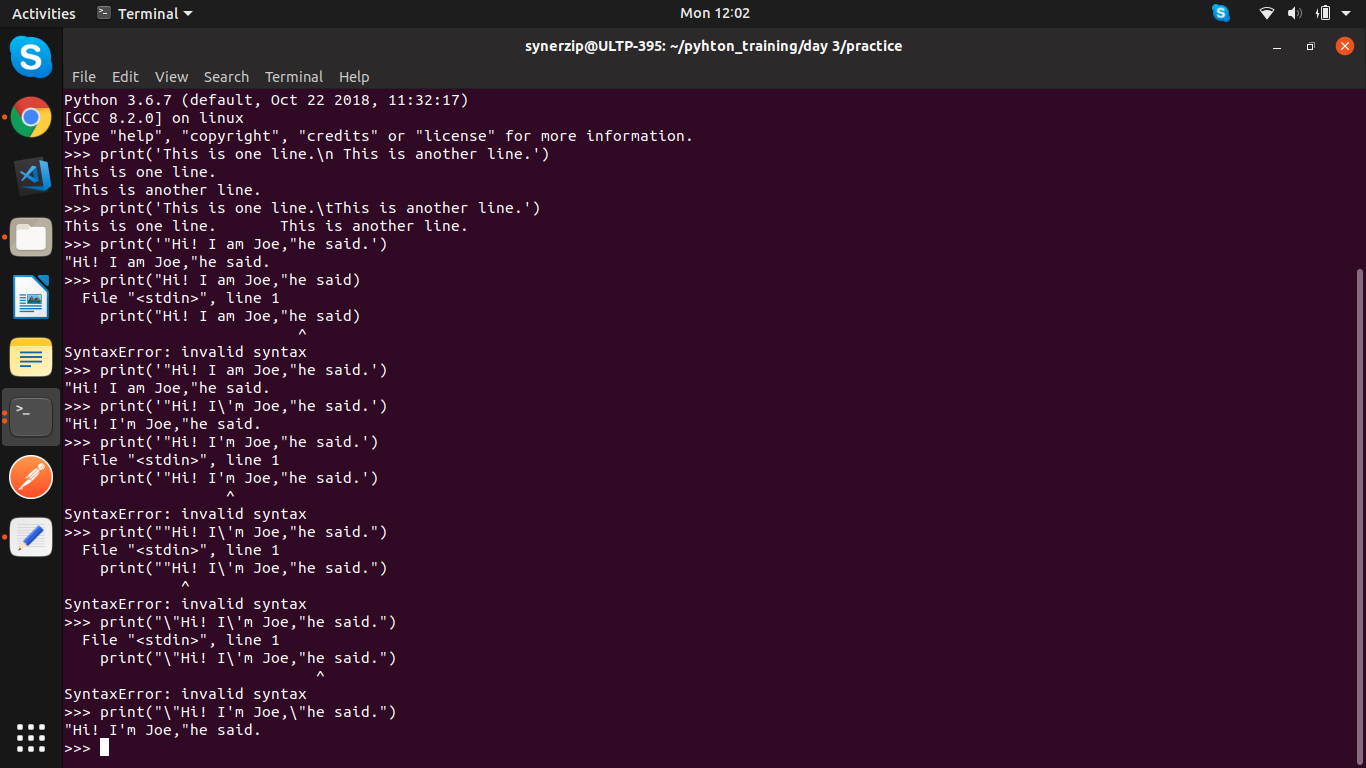 Activities Terminal Mon 12:02
synerzip@ULTP-395: ~/pyhton_training/day 3/practice
File Edit View Search Terminal Help
Python 3.6.7 (default, Oct 22 2018, 11:32:17)
[GCC 8.2.0] on linux
Type "help", "copyright", "credits" or "license" for more information.
>>> print('This is one line.\n This is another line.')
This is one line.
 This is another line.
>>> print('This is one line.\tThis is another line.')
This is one line.       This is another line.
>>> print('"Hi! I am Joe,"he said.')
"Hi! I am Joe,"he said.
>>> print("Hi! I am Joe,"he said)
  File "<stdin>", line 1
    print("Hi! I am Joe,"he said)
                          ^
SyntaxError: invalid syntax
>>> print('"Hi! I am Joe,"he said.')
"Hi! I am Joe,"he said.
>>> print('"Hi! I\'m Joe,"he said.')
"Hi! I'm Joe,"he said.
>>> print('"Hi! I'm Joe,"he said.')
  File "<stdin>", line 1
    print('"Hi! I'm Joe,"he said.')
                  ^
SyntaxError: invalid syntax
>>> print(""Hi! I\'m Joe,"he said.")
  File "<stdin>", line 1
    print(""Hi! I\'m Joe,"he said.")
             ^
SyntaxError: invalid syntax
>>> print("\"Hi! I\'m Joe,"he said.")
  File "<stdin>", line 1
    print("\"Hi! I\'m Joe,"he said.")
                            ^
SyntaxError: invalid syntax
>>> print("\"Hi! I'm Joe,\"he said.")
"Hi! I'm Joe,"he said.
>>>